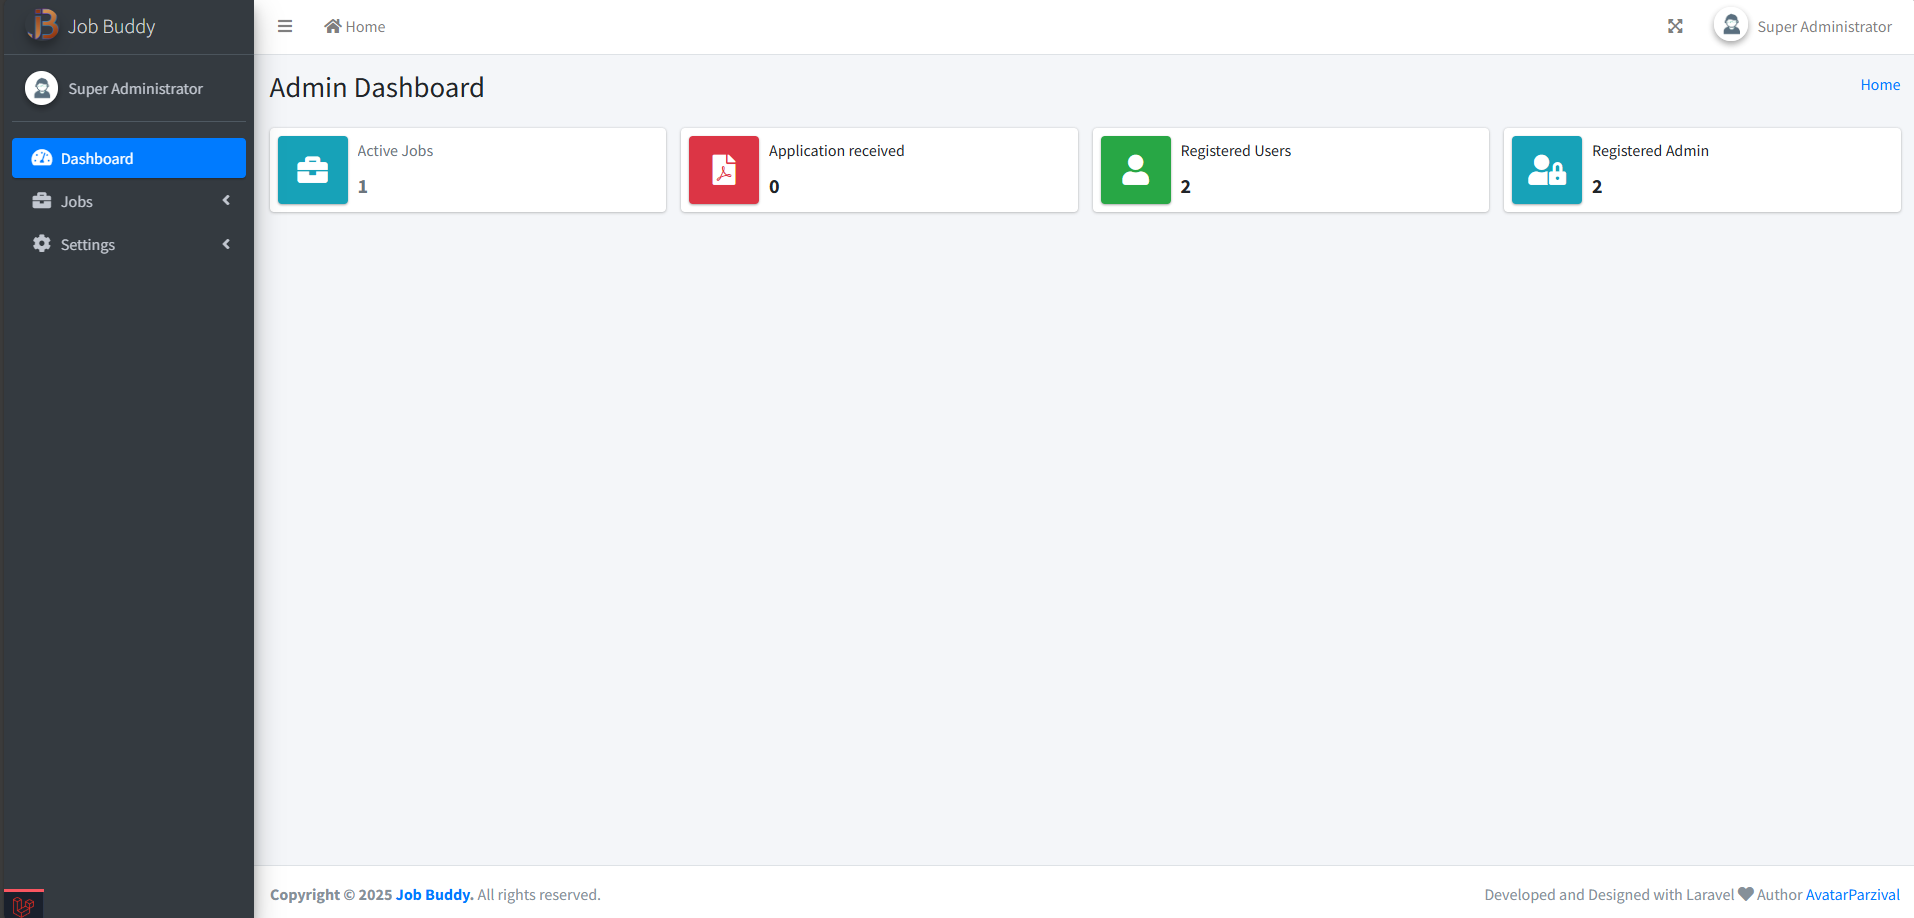 JB Job Buddy
Home
Super Administrator
Super Administrator
Dashboard
Jobs
Settings
Admin Dashboard
Home
Active Jobs
1
Application received
0
Registered Users
2
Registered Admin
2
Copyright © 2025 Job Buddy. All rights reserved.
Developed and Designed with Laravel ♥ Author AvatarParzival